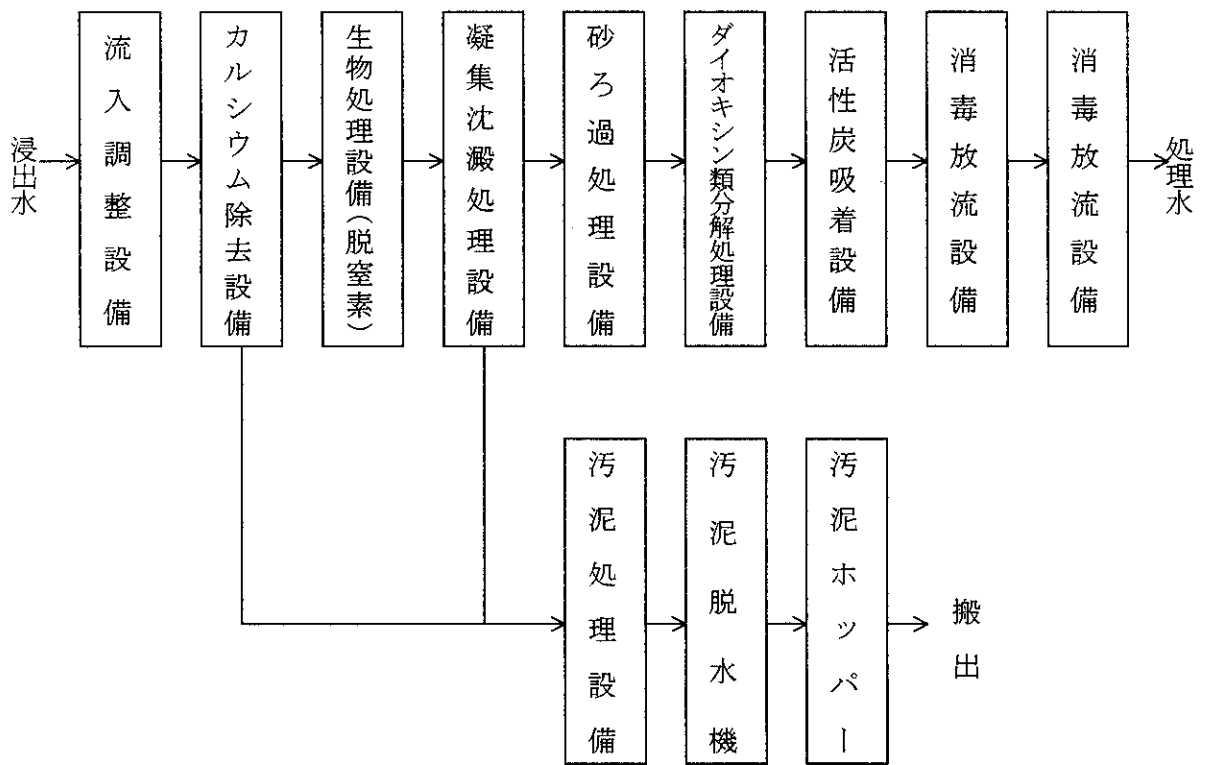 浸出水
流入調整設備
カルシウム除去設備
生物処理設備(脱窒素)
凝集沈澱処理設備
砂ろ過処理設備
ダイオキシン類分解処理設備
活性炭吸着設備
消毒放流設備
消毒放流設備
処理水
汚泥処理設備
汚泥脱水機
汚泥ホッパー
搬出